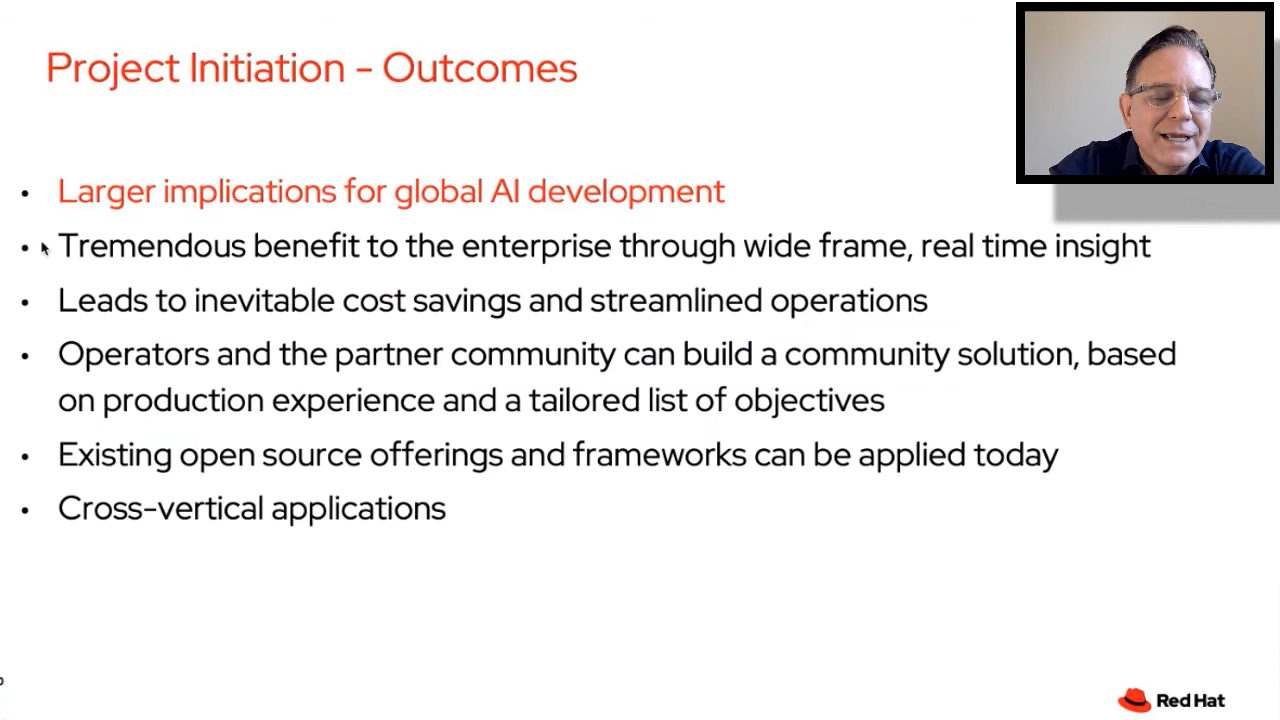 Project Initiation - Outcomes
• Larger implications for global AI development
• Tremendous benefit to the enterprise through wide frame, real time insight
• Leads to inevitable cost savings and streamlined operations
• Operators and the partner community can build a community solution, based
on production experience and a tailored list of objectives
• Existing open source offerings and frameworks can be applied today
• Cross-vertical applications
Red Hat